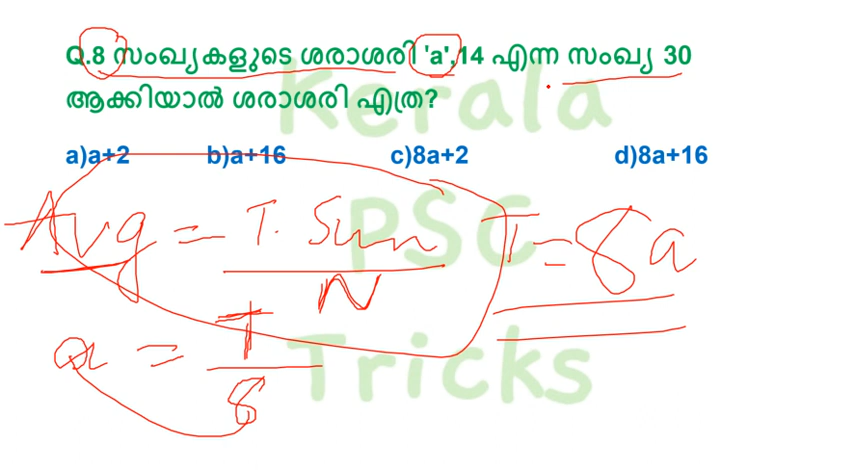 Q.8 സംഖ്യകളുടെ ശരാശരി 'a'.14 എന്ന സംഖ്യ 30
ആക്കിയാൽ ശരാശരി എത്ര?
a)a+2 b)a+16 c)8a+2 d)8a+16
Avg = T. Sum / N T = 8a
a = T / 8
Kerala
PSC
Tricks